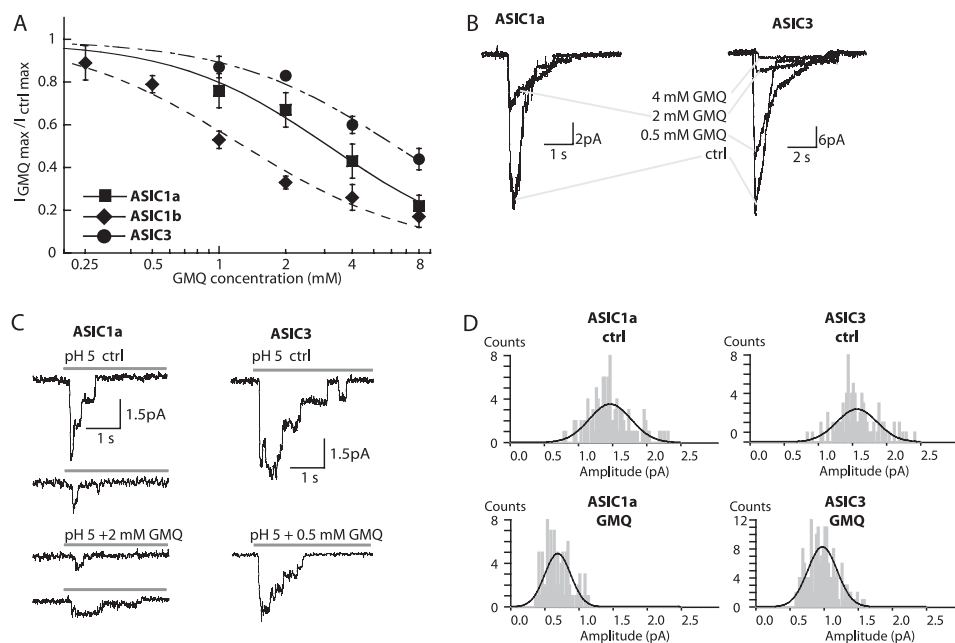 A
I GMQ max / I ctrl max
1
0.8
0.6
0.4
0.2
0
ASIC1a
ASIC1b
ASIC3
0.25 0.5 1 2 4 8
GMQ concentration (mM)
B
ASIC1a
ASIC3
4 mM GMQ
2 mM GMQ
0.5 mM GMQ
ctrl
2pA
1 s
6pA
2 s
C
ASIC1a
ASIC3
pH 5 ctrl
pH 5 ctrl
1.5pA
1 s
1.5pA
1 s
pH 5 +2 mM GMQ
pH 5 + 0.5 mM GMQ
D
ASIC1a
ctrl
Counts
8
4
0
0.0 0.5 1.0 1.5 2.0 2.5
Amplitude (pA)
ASIC3
ctrl
Counts
8
4
0
0.0 0.5 1.0 1.5 2.0 2.5
Amplitude (pA)
ASIC1a
GMQ
Counts
8
4
0
0.0 0.5 1.0 1.5 2.0 2.5
Amplitude (pA)
ASIC3
GMQ
Counts
12
8
4
0
0.0 0.5 1.0 1.5 2.0 2.5
Amplitude (pA)